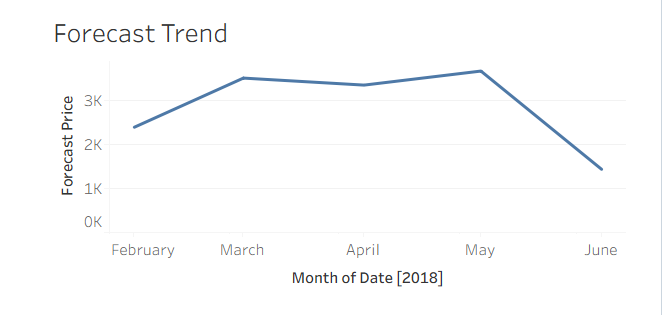 Forecast Trend
Forecast Price
3K
2K
1K
0K
February March April May June
Month of Date [2018]